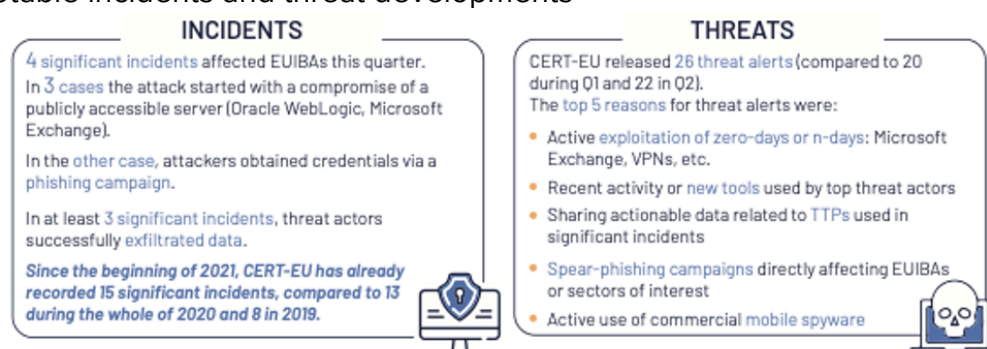 incidents and threat developments
INCIDENTS
4 significant incidents affected EUIBAs this quarter.
In 3 cases the attack started with a compromise of a
publicly accessible server (Oracle WebLogic, Microsoft
Exchange).
In the other case, attackers obtained credentials via a
phishing campaign.
In at least 3 significant incidents, threat actors
successfully exfiltrated data.
Since the beginning of 2021, CERT-EU has already
recorded 15 significant incidents, compared to 13
during the whole of 2020 and 8 in 2019.
THREATS
CERT-EU released 26 threat alerts (compared to 20
during Q1 and 22 in Q2).
The top 5 reasons for threat alerts were:
• Active exploitation of zero-days or n-days: Microsoft
Exchange, VPNs, etc.
• Recent activity or new tools used by top threat actors
• Sharing actionable data related to TTPs used in
significant incidents
• Spear-phishing campaigns directly affecting EUIBAs
or sectors of interest
• Active use of commercial mobile spyware